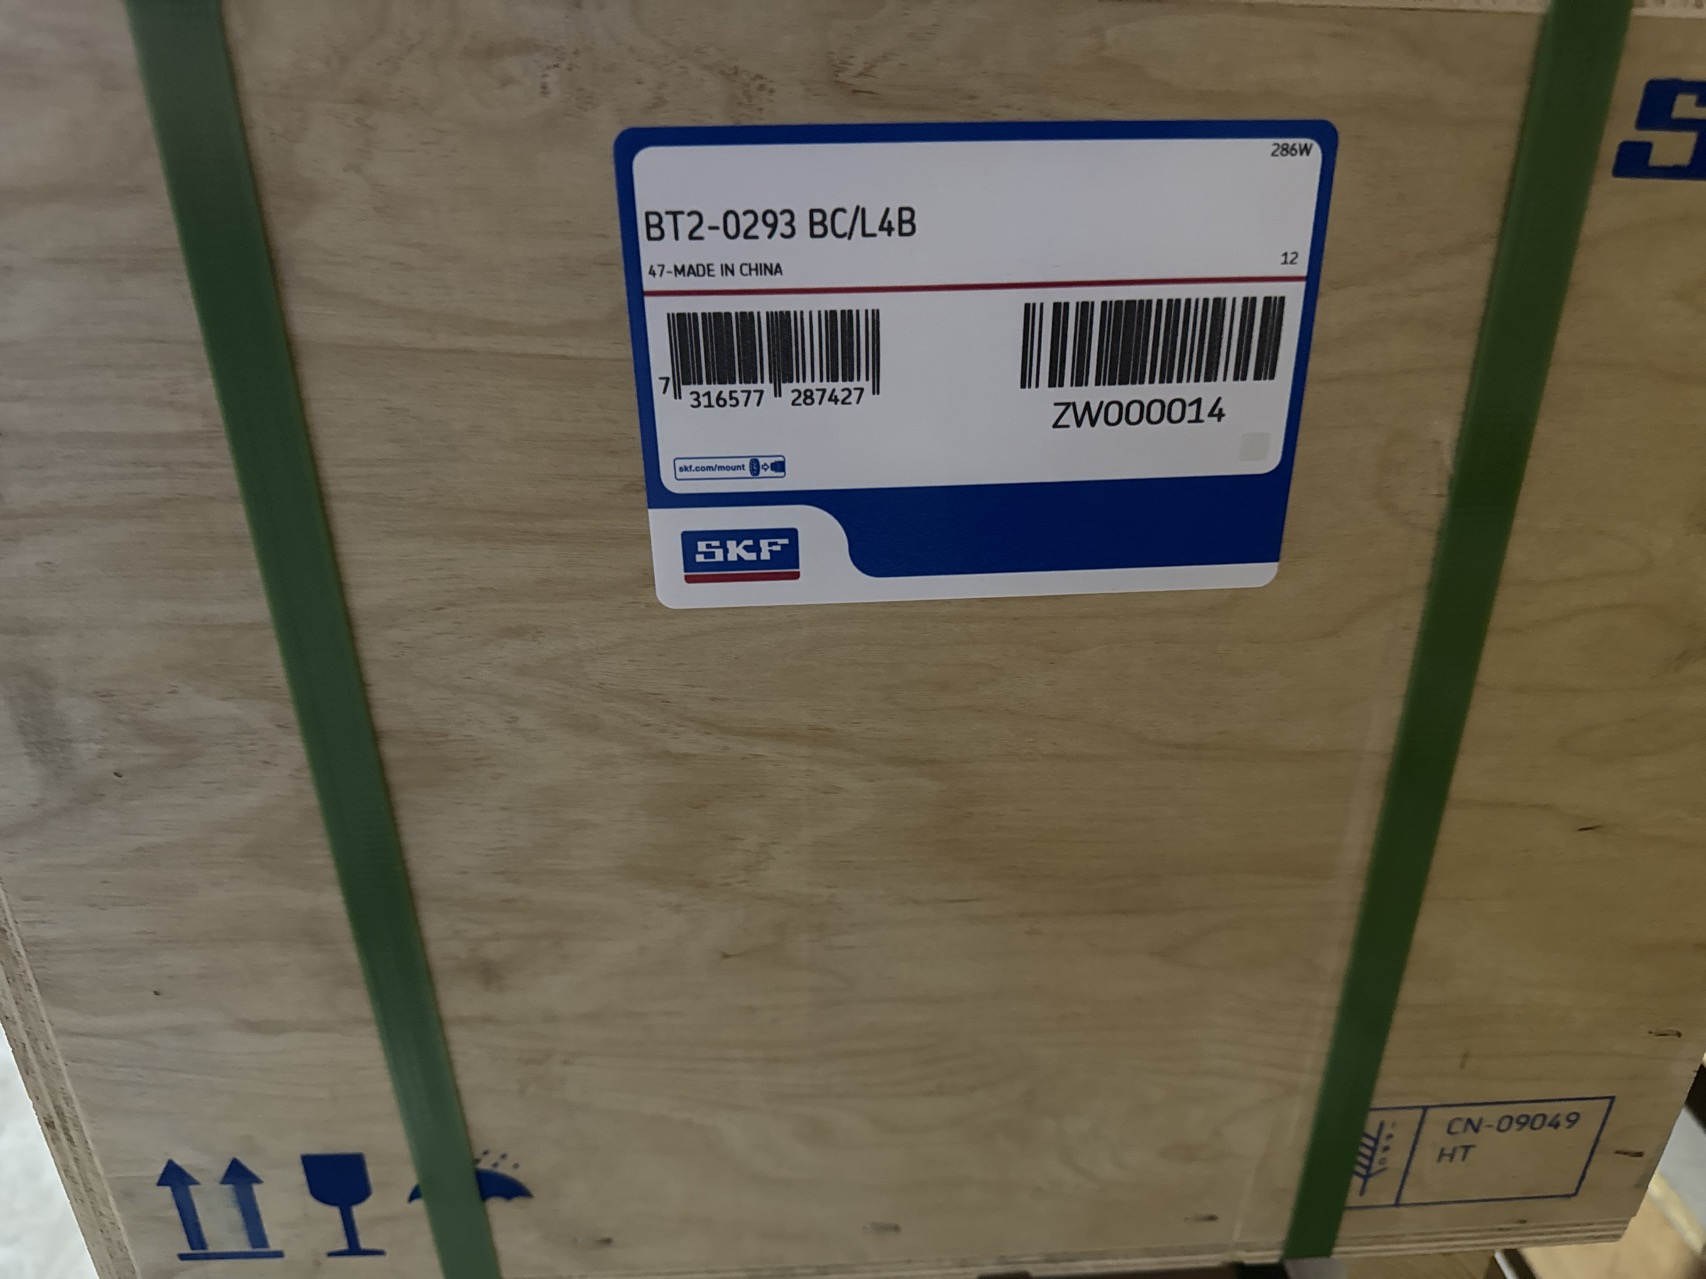 286W
BT2-0293 BC/L4B
47-MADE IN CHINA
12
7 316577 287427
ZW000014
skf.com/mount
SKF
S
CN-09049
HT